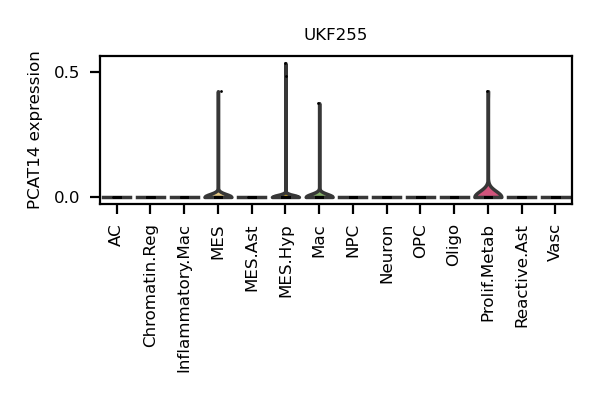 UKF255
PCAT14 expression
0.5
0.0
AC
Chromatin.Reg
Inflammatory.Mac
MES
MES.Ast
MES.Hyp
Mac
NPC
Neuron
OPC
Oligo
Prolif.Metab
Reactive.Ast
Vasc